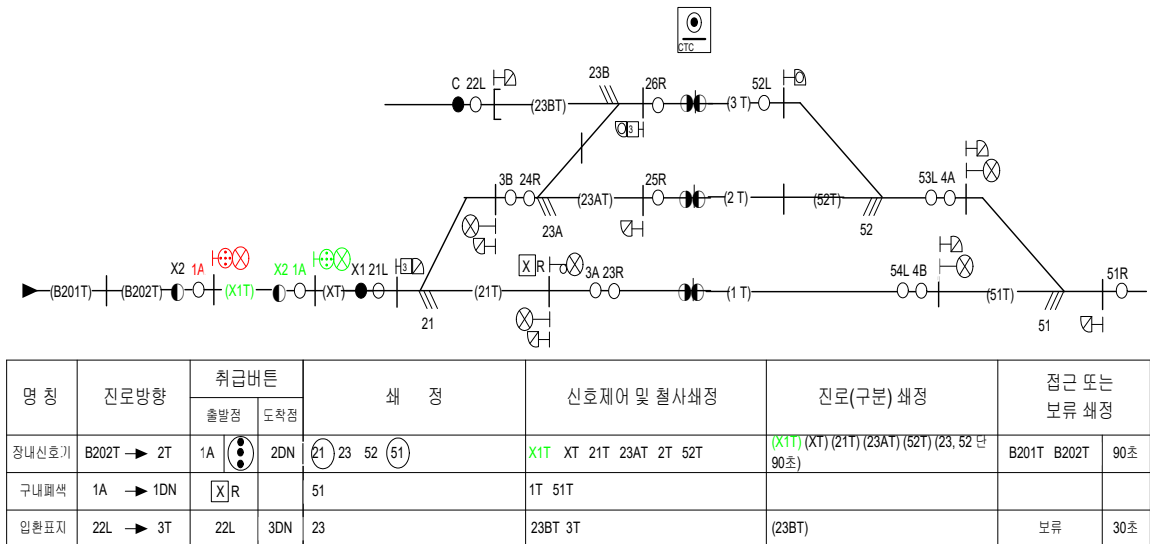 CTC
23B
C 22L
26R
52L
(23BT)
(3 T)
3
3B 24R
25R
53L 4A
(23AT)
(2 T)
(52T)
23A
52
X2 1A
X2 1A X1 21L
3
X R
3A 23R
54L 4B
51R
(B201T)
(B202T)
(X1T)
(XT)
(21T)
(1 T)
(51T)
21
51
명 칭 진로방향 취급버튼 쇄 정 신호제어 및 철사쇄정 진로(구분) 쇄정 접근 또는
보류 쇄정
출발점 도착점
장내신호기 B202T 2T 1A 2DN 21 23 52 51 X1T XT 21T 23AT 2T 52T (X1T) (XT) (21T) (23AT) (52T) (23, 52 단
90초) B201T B202T 90초
구내폐색 1A 1DN X R 51 1T 51T
입환표지 22L 3T 22L 3DN 23 23BT 3T (23BT) 보류 30초